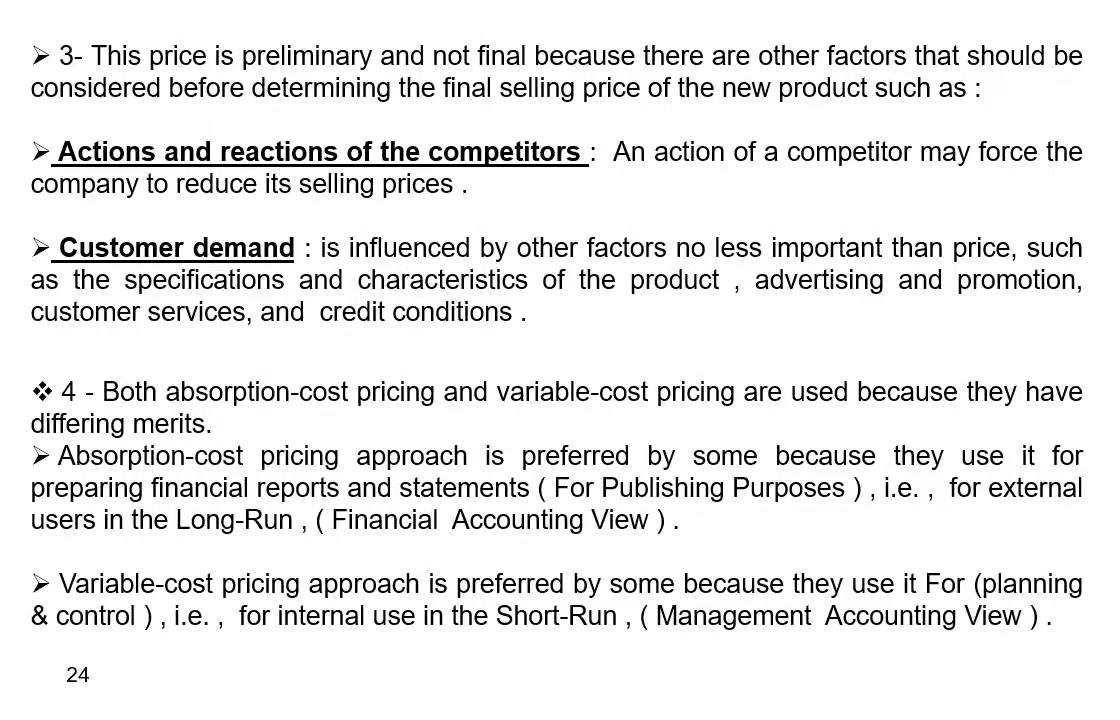 ➢ 3- This price is preliminary and not final because there are other factors that should be
considered before determining the final selling price of the new product such as :
➢ Actions and reactions of the competitors :  An action of a competitor may force the
company to reduce its selling prices .
➢ Customer demand : is influenced by other factors no less important than price, such
as the specifications and characteristics of the product , advertising and promotion,
customer services, and  credit conditions .
❖ 4 - Both absorption-cost pricing and variable-cost pricing are used because they have
differing merits.
➢ Absorption-cost pricing approach is preferred by some because they use it for
preparing financial reports and statements ( For Publishing Purposes ) , i.e. ,  for external
users in the Long-Run , ( Financial  Accounting View ) .
➢ Variable-cost pricing approach is preferred by some because they use it For (planning
& control ) , i.e. ,  for internal use in the Short-Run , ( Management  Accounting View ) .
24